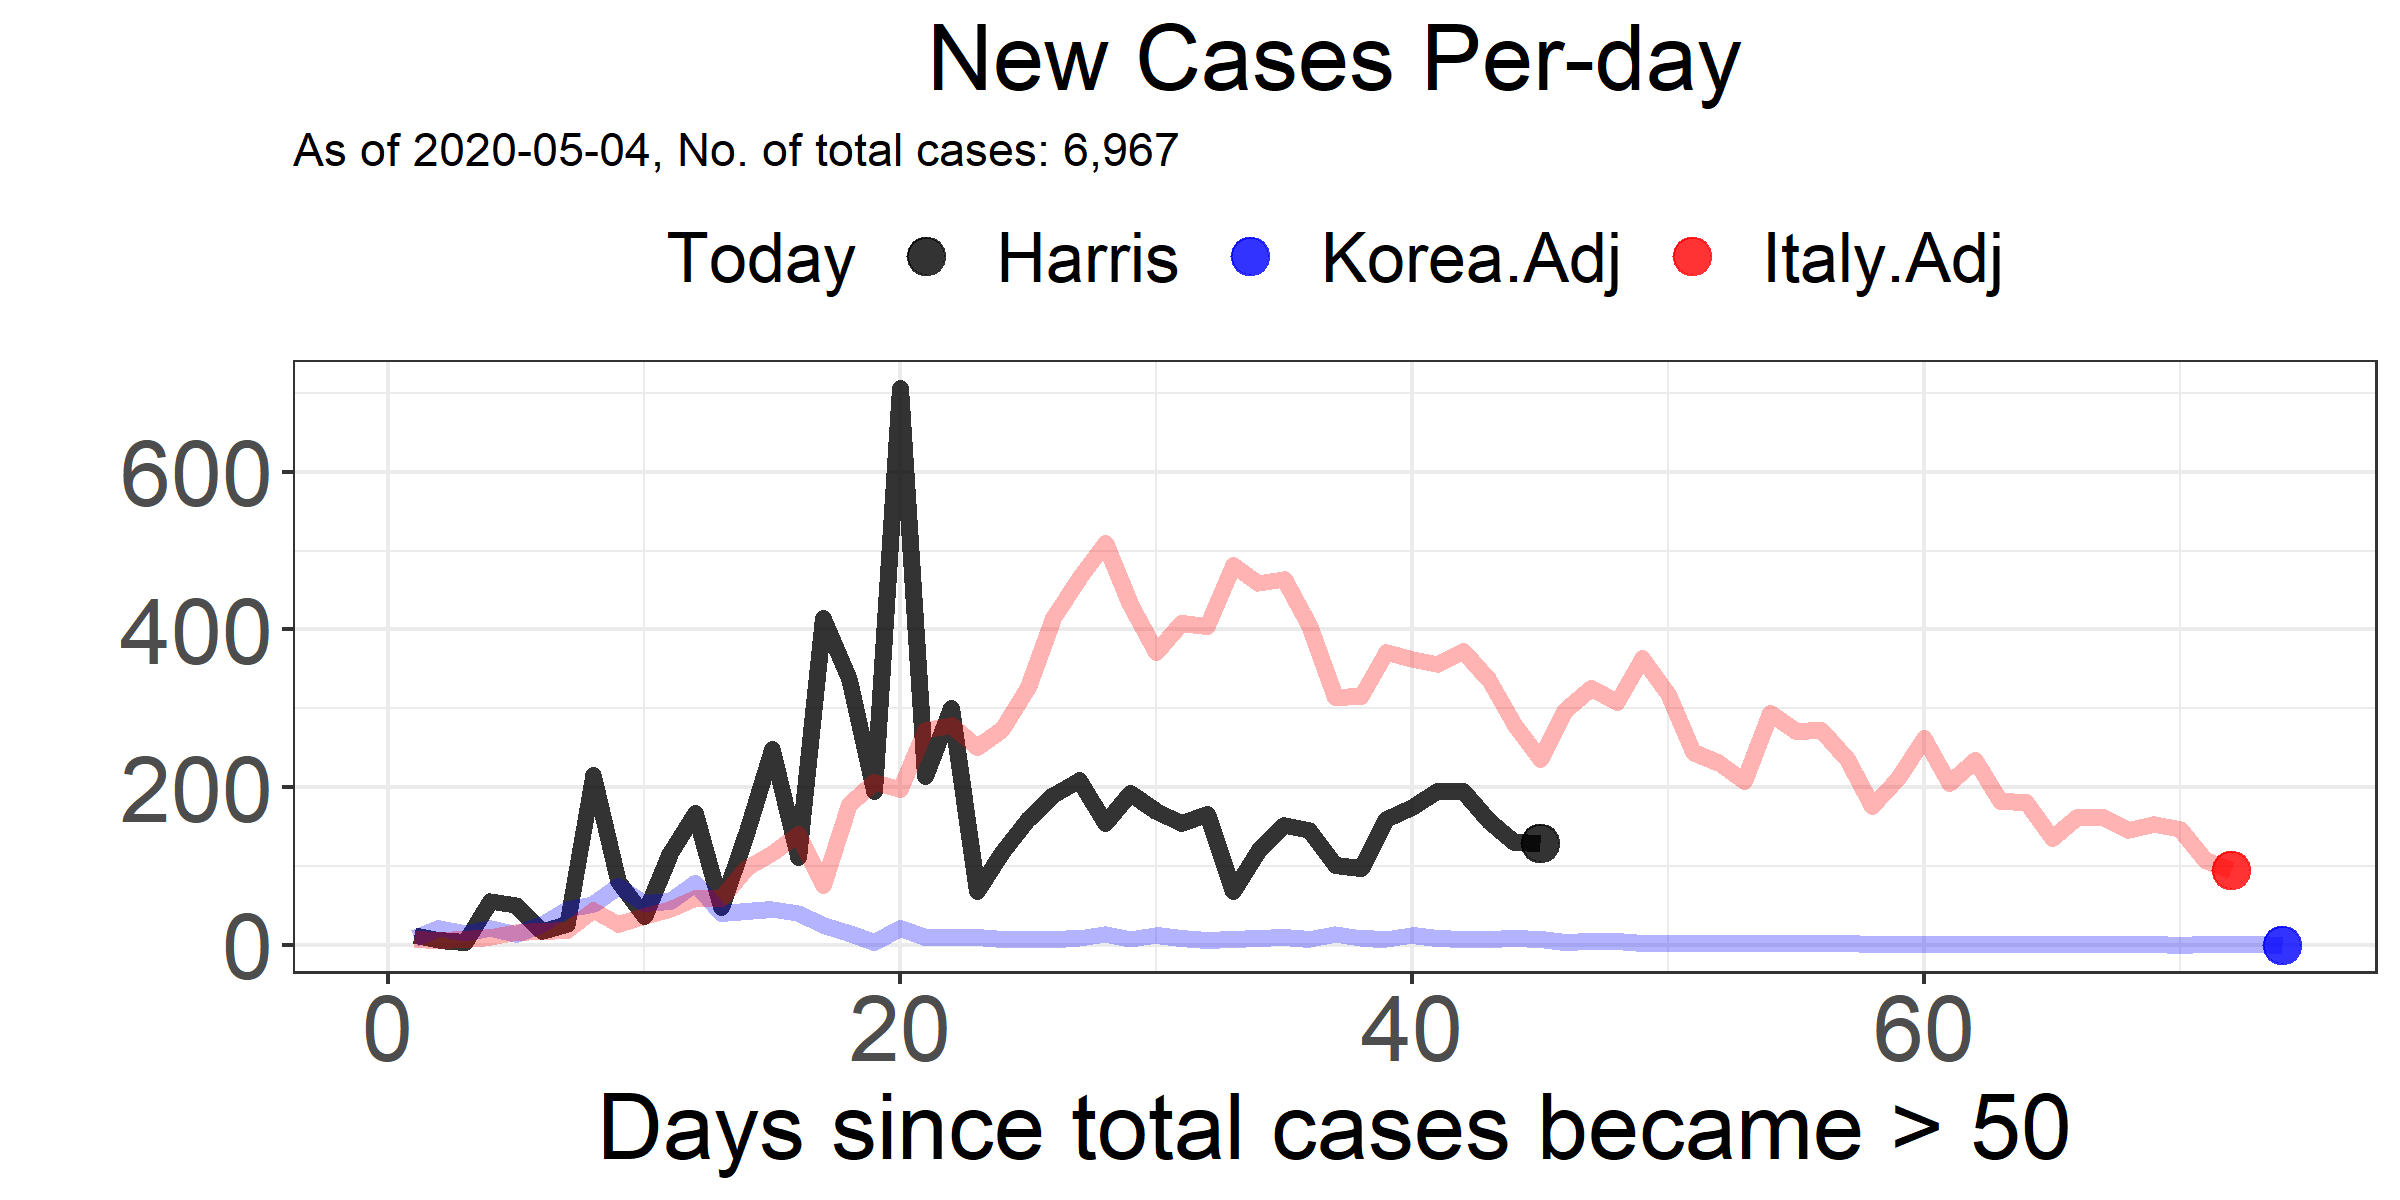 New Cases Per-day
As of 2020-05-04, No. of total cases: 6,967
Today Harris Korea.Adj Italy.Adj
600
400
200
0
0 20 40 60
Days since total cases became > 50